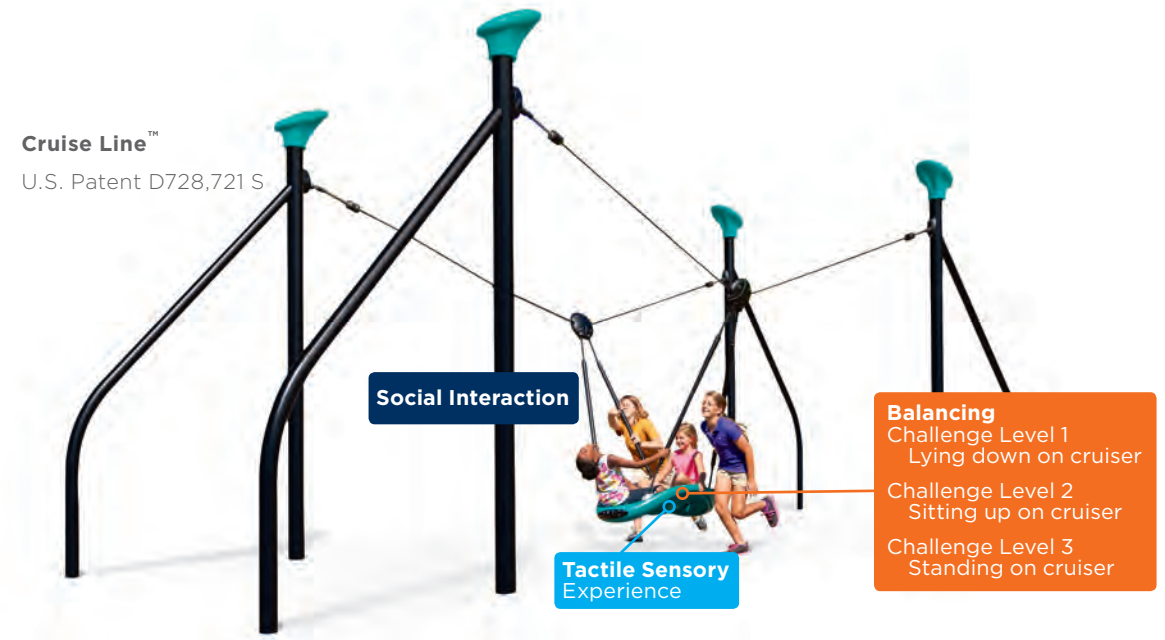 Cruise Line™
U.S. Patent D728,721 S
Social Interaction
Tactile Sensory
Experience
Balancing
Challenge Level 1
Lying down on cruiser
Challenge Level 2
Sitting up on cruiser
Challenge Level 3
Standing on cruiser